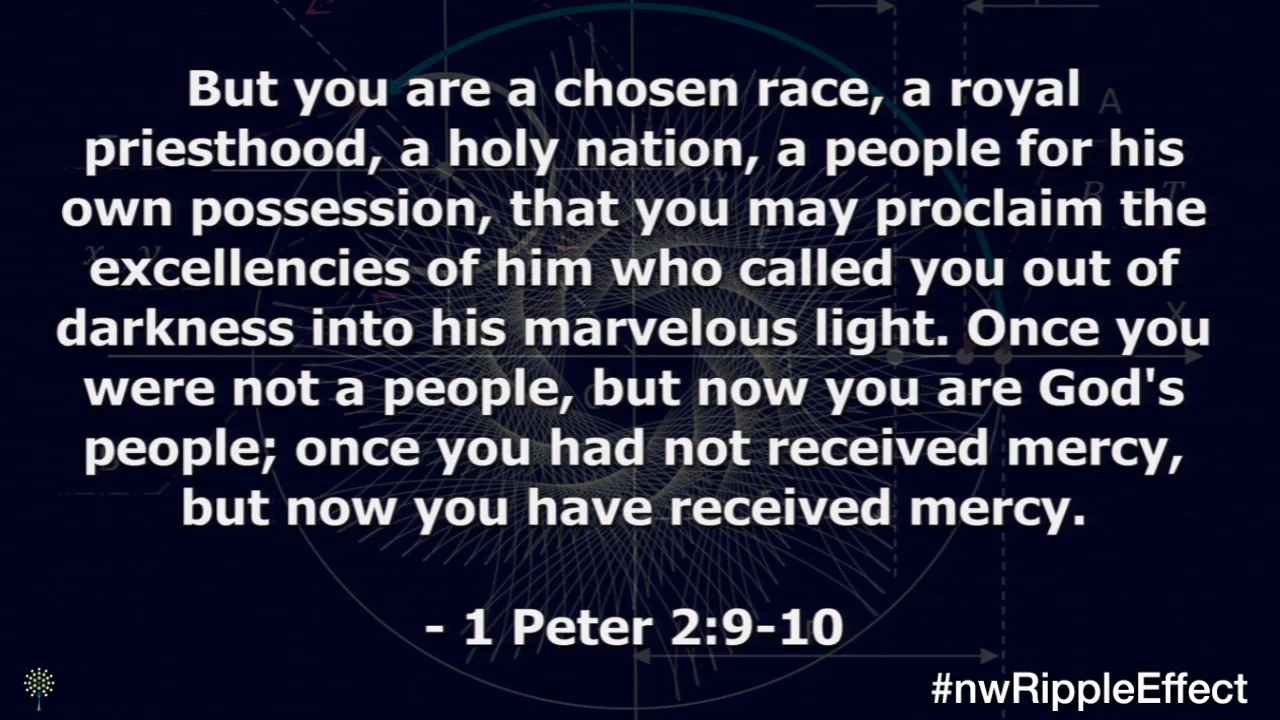 But you are a chosen race, a royal
priesthood, a holy nation, a people for his
own possession, that you may proclaim the
excellencies of him who called you out of
darkness into his marvelous light. Once you
were not a people, but now you are God's
people; once you had not received mercy,
but now you have received mercy.
- 1 Peter 2:9-10
#nwRippleEffect
A
X